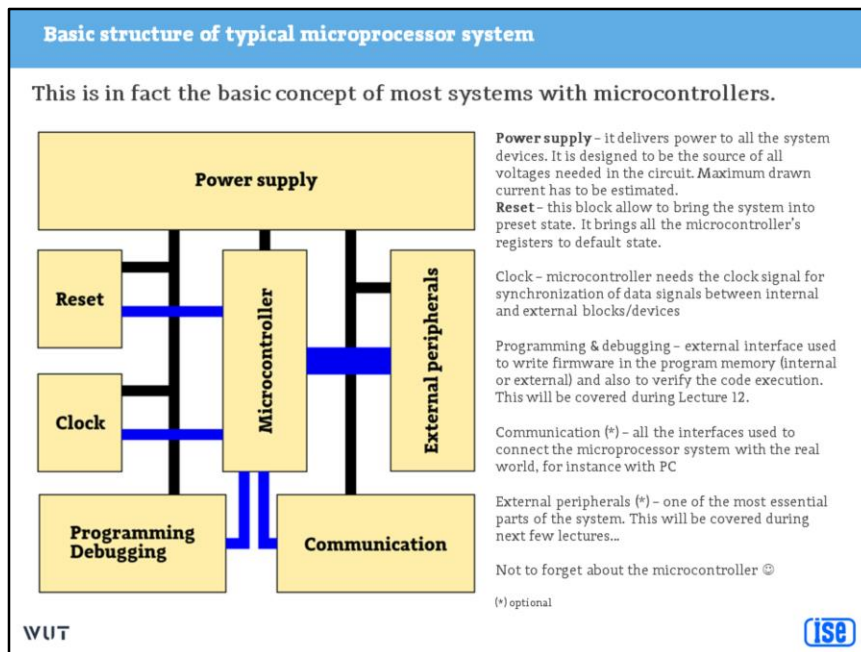 Basic structure of typical microprocessor system
This is in fact the basic concept of most systems with microcontrollers.
Power supply
Reset
Clock
Microcontroller
External peripherals
Programming
Debugging
Communication
Power supply – it delivers power to all the system
devices. It is designed to be the source of all
voltages needed in the circuit. Maximum drawn
current has to be estimated.
Reset – this block allow to bring the system into
preset state. It brings all the microcontroller's
registers to default state.
Clock – microcontroller needs the clock signal for
synchronization of data signals between internal
and external blocks/devices
Programming & debugging – external interface used
to write firmware in the program memory (internal
or external) and also to verify the code execution.
This will be covered during Lecture 12.
Communication (*) – all the interfaces used to
connect the microprocessor system with the real
world, for instance with PC
External peripherals (*) – one of the most essential
parts of the system. This will be covered during
next few lectures...
Not to forget about the microcontroller ☺
(*) optional
WUT
ise